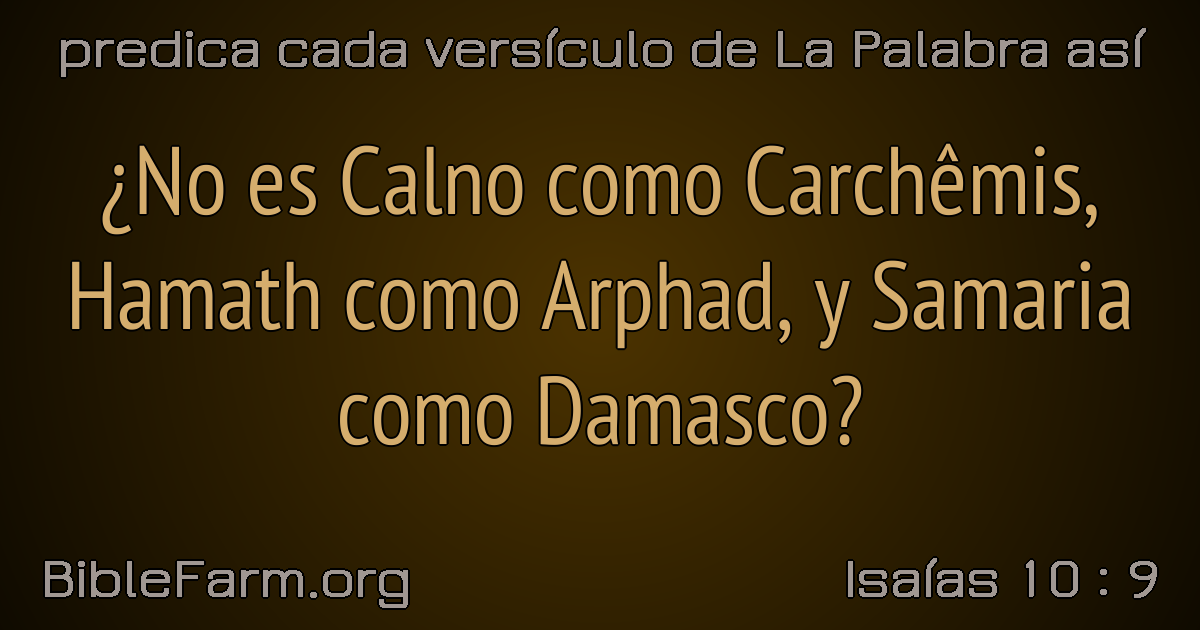 predica cada versículo de La Palabra así
¿No es Calno como Carchêmis,
Hamath como Arphad, y Samaria
como Damasco?
BibleFarm.org
Isaías 10 : 9